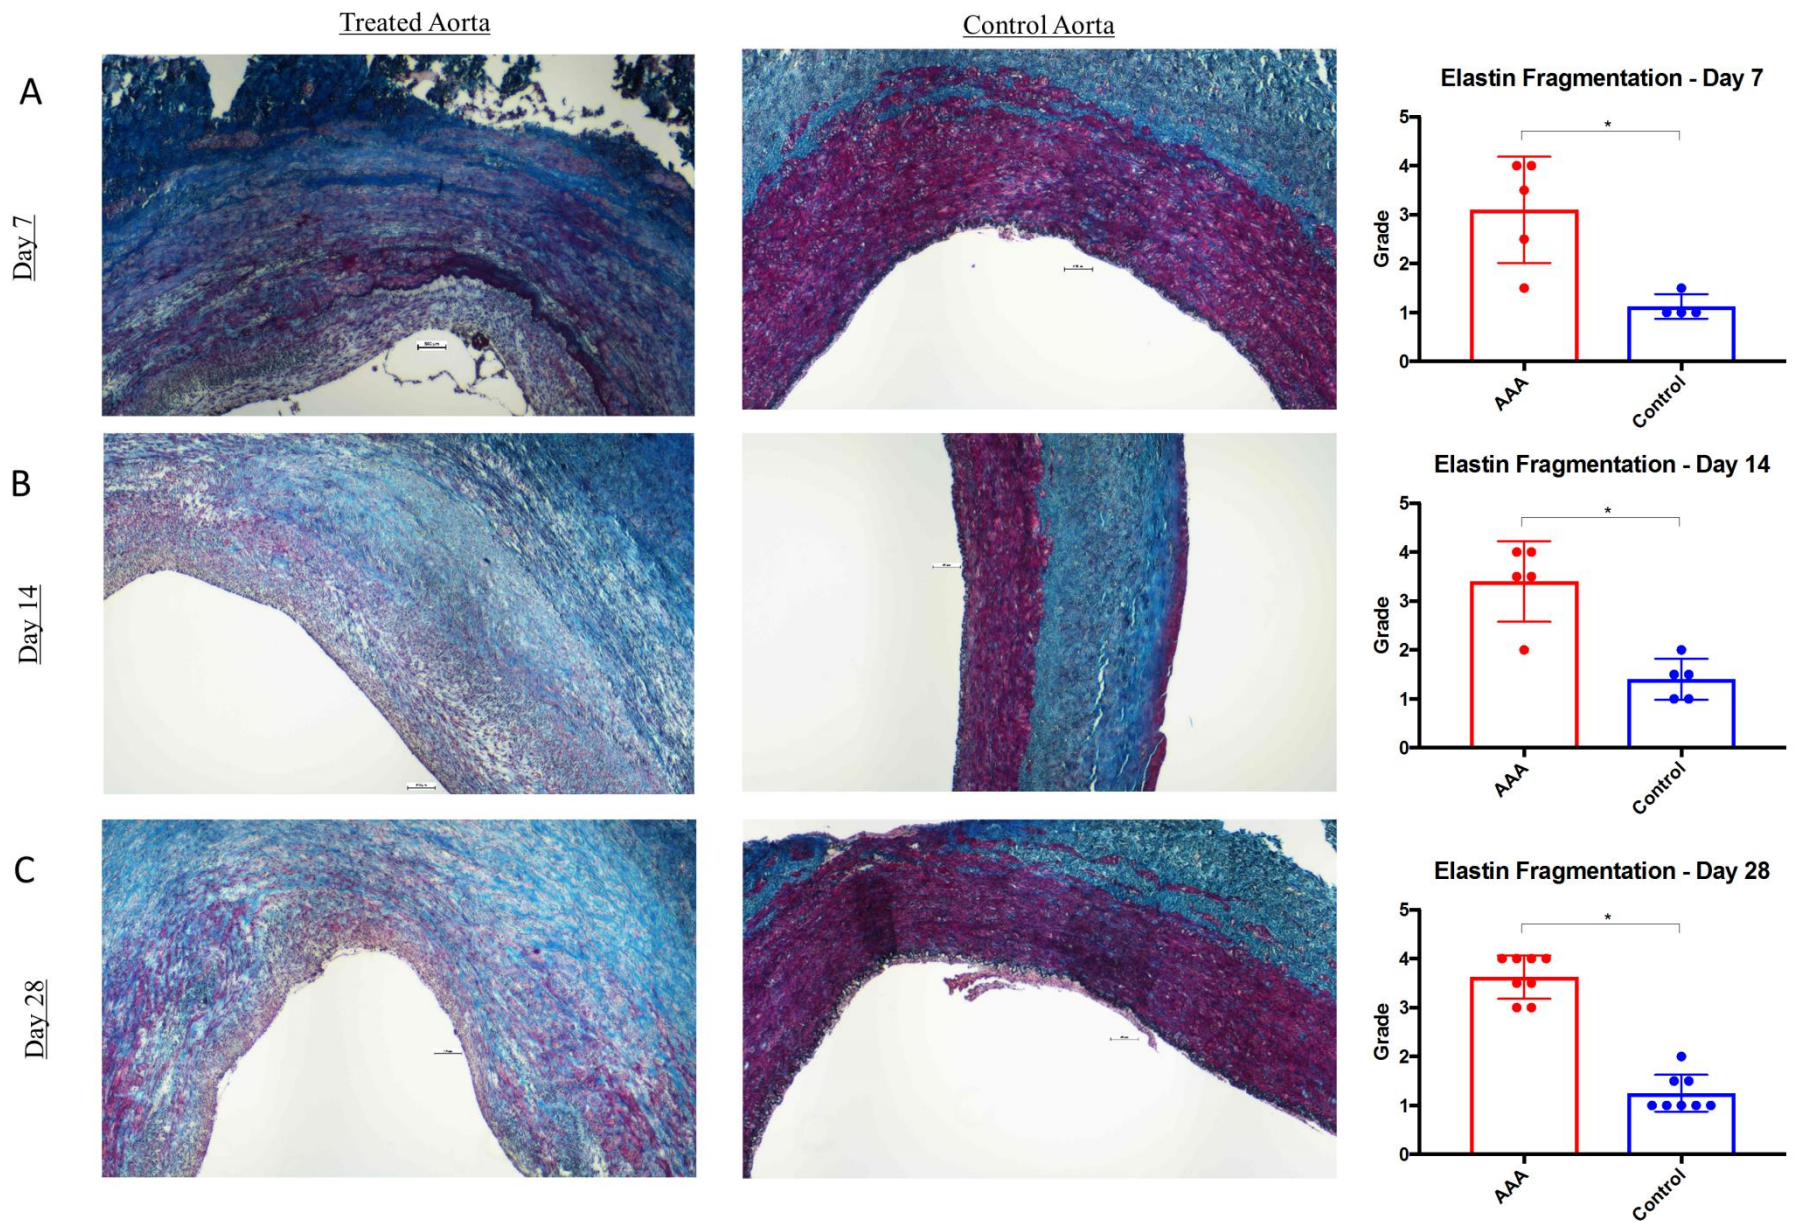 Treated Aorta
Control Aorta
A
Day 7
Elastin Fragmentation - Day 7
Grade
5
4
3
2
1
0
*
AAA
Control
B
Day 14
Elastin Fragmentation - Day 14
Grade
5
4
3
2
1
0
*
AAA
Control
C
Day 28
Elastin Fragmentation - Day 28
Grade
5
4
3
2
1
0
*
AAA
Control